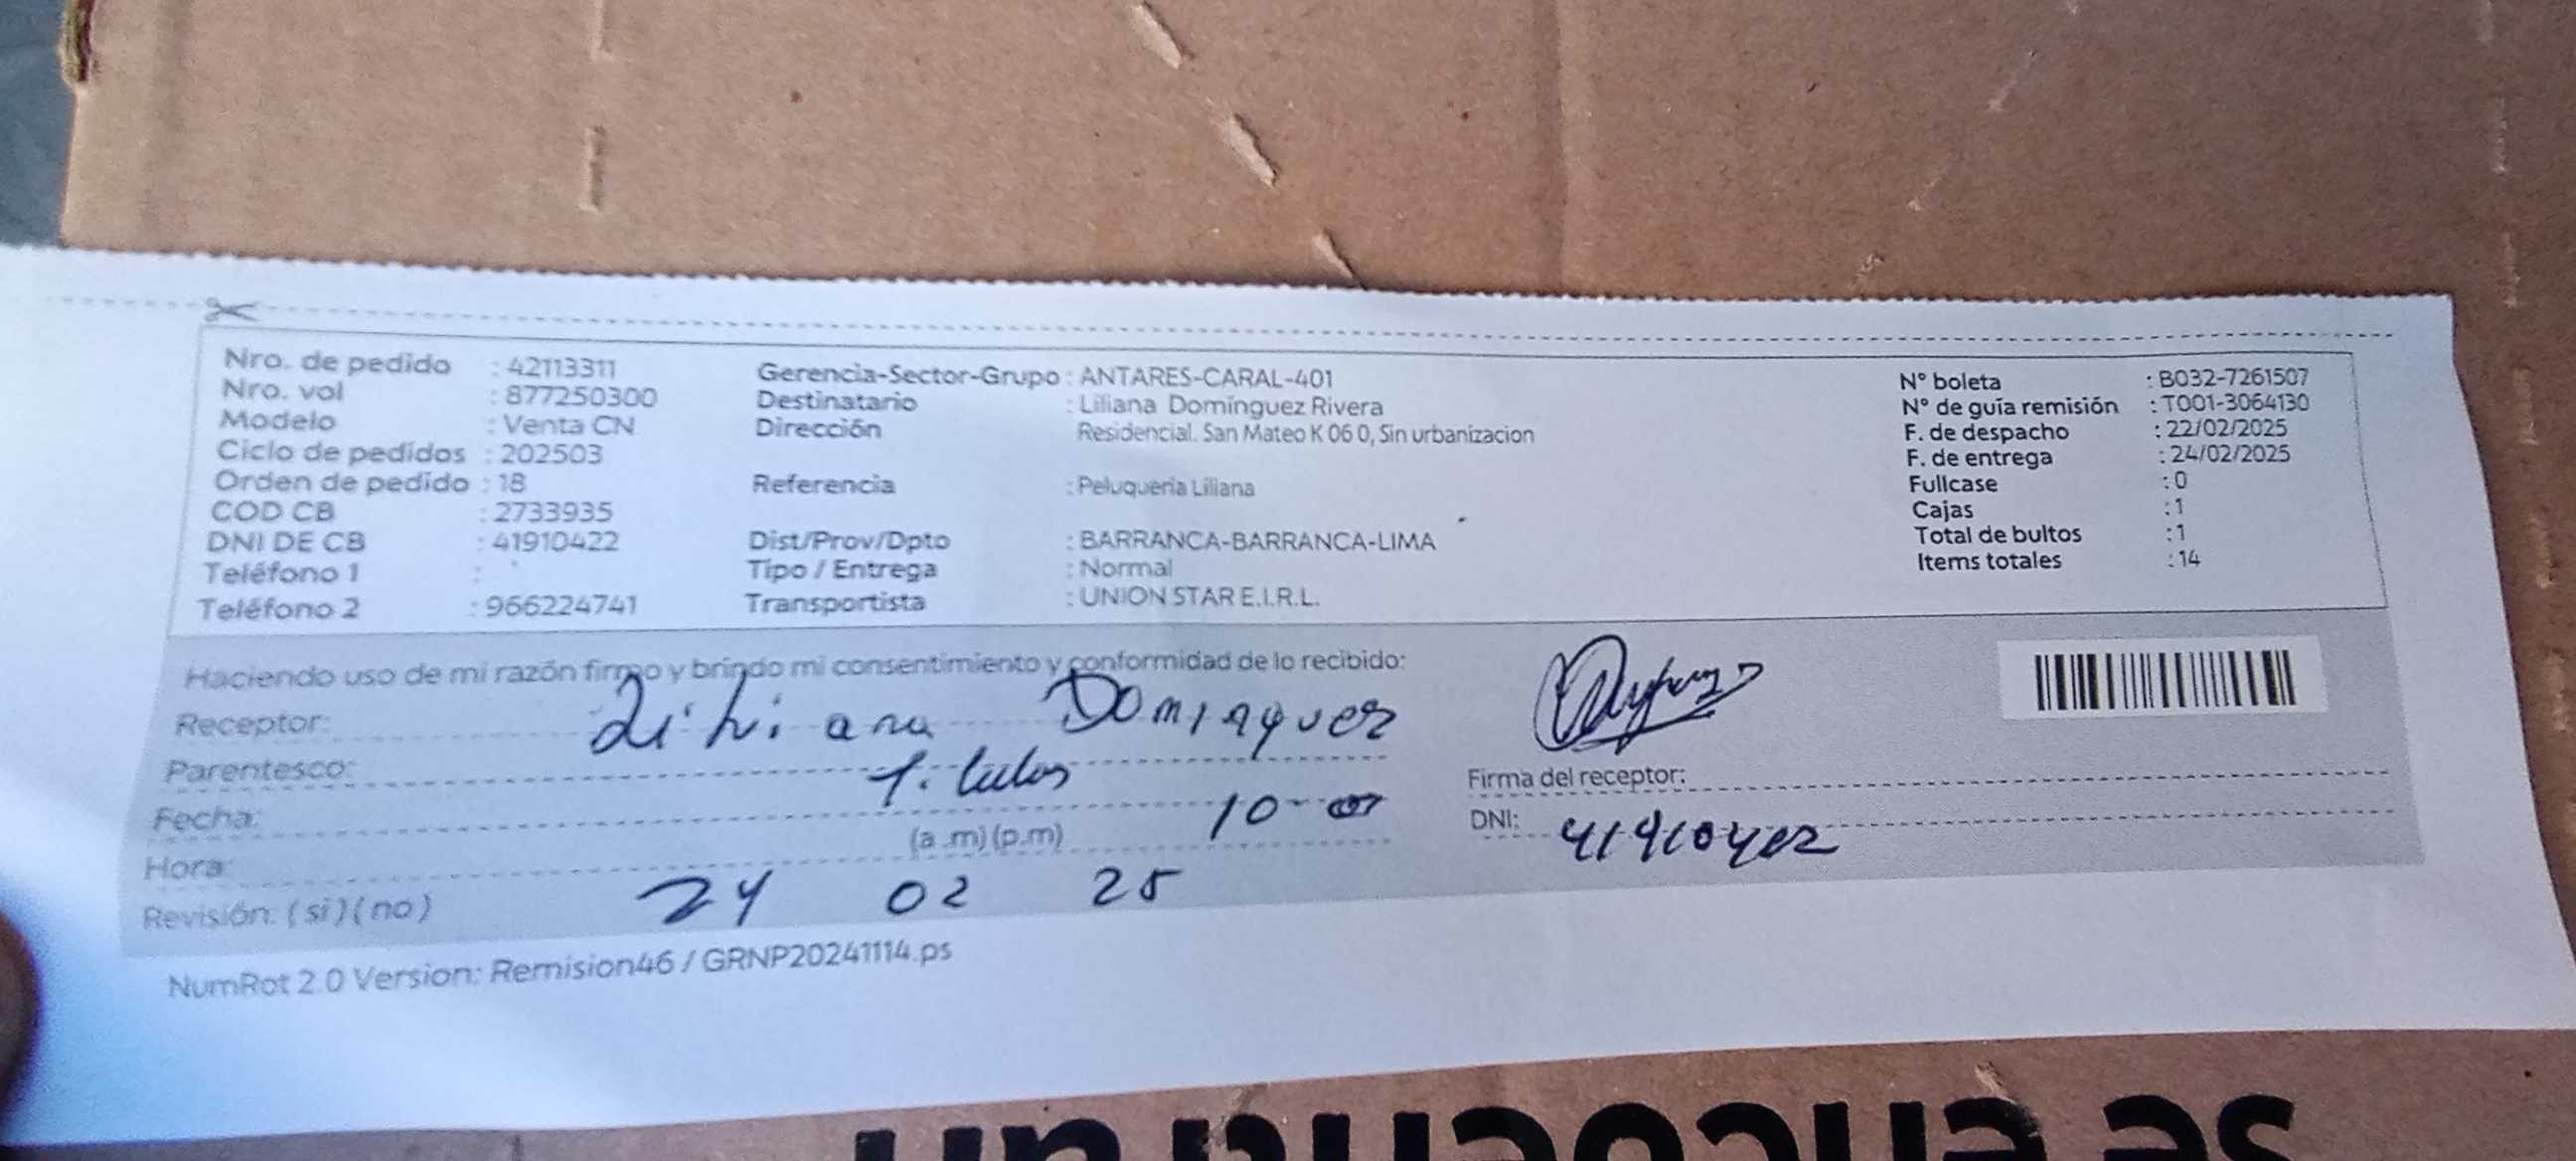 Nro. de pedido : 42113311
Nro. vol : 877250300
Modelo : Venta CN
Ciclo de pedidos : 202503
Orden de pedido : 18
COD CB : 2733935
DNI DE CB : 41910422
Teléfono 1 :
Teléfono 2 : 966224741
Gerencia-Sector-Grupo : ANTARES-CARAL-401
Destinatario : Liliana Domínguez Rivera
Dirección Residencial. San Mateo K 06 0, Sin urbanizacion
Referencia : Peluquería Liliana
Dist/Prov/Dpto : BARRANCA-BARRANCA-LIMA
Tipo / Entrega : Normal
Transportista : UNION STAR E.I.R.L.
N° boleta : B032-7261507
N° de guía remisión : T001-3064130
F. de despacho : 22/02/2025
F. de entrega : 24/02/2025
Fullcase : 0
Cajas : 1
Total de bultos : 1
Items totales : 14
Haciendo uso de mi razón firmo y brindo mi consentimiento y conformidad de lo recibido:
Receptor: Liliana Dominguez
Parentesco:
Fecha:
Hora: (a .m) (p.m) 10
Revisión: ( si ) ( no ) 24 02 25
Firma del receptor:
DNI: 41910422
NumRot 2.0 Version: Remision46 / GRNP20241114.ps